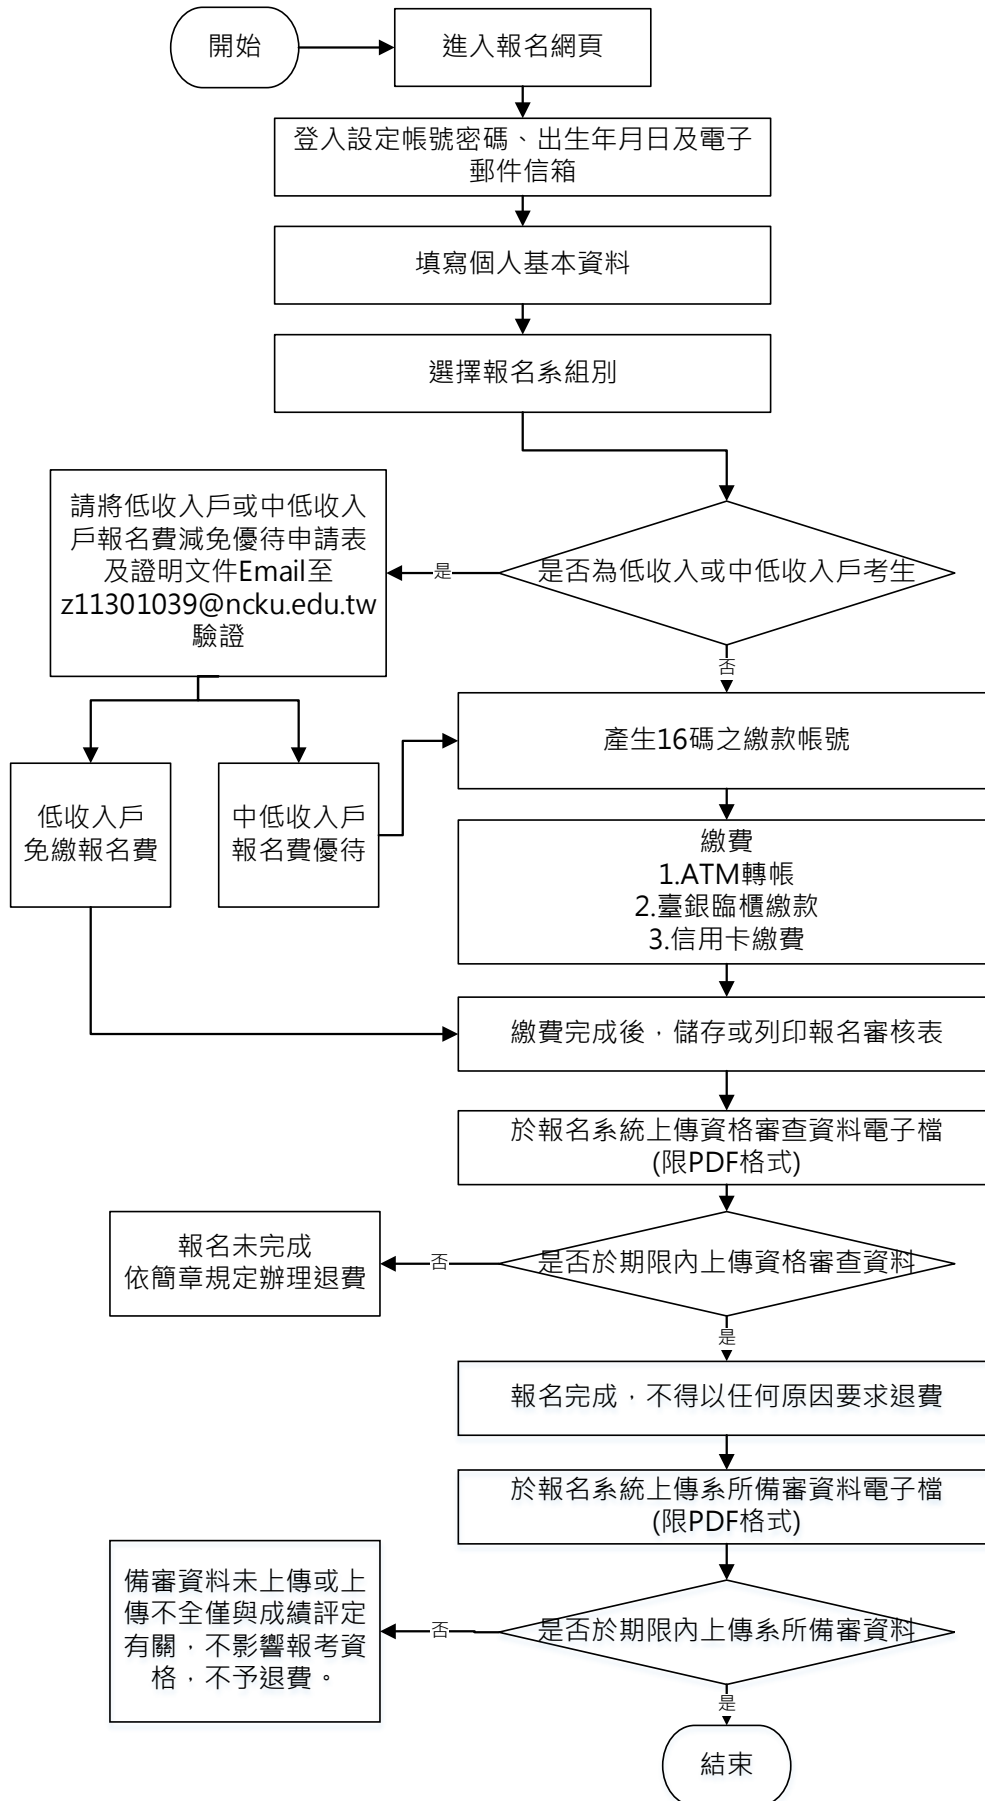 開始
進入報名網頁
登入設定帳號密碼、出生年月日及電子
郵件信箱
填寫個人基本資料
選擇報名系組別
請將低收入戶或中低收入
戶報名費減免優待申請表
及證明文件Email至
z11301039@ncku.edu.tw
驗證
是
是否為低收入或中低收入戶考生
否
產生16碼之繳款帳號
低收入戶
免繳報名費
中低收入戶
報名費優待
繳費
1.ATM轉帳
2.臺銀臨櫃繳款
3.信用卡繳費
繳費完成後，儲存或列印報名審核表
於報名系統上傳資格審查資料電子檔
(限PDF格式)
報名未完成
依簡章規定辦理退費
否
是否於期限內上傳資格審查資料
是
報名完成，不得以任何原因要求退費
於報名系統上傳系所備審資料電子檔
(限PDF格式)
備審資料未上傳或上
傳不全僅與成績評定
有關，不影響報考資
格，不予退費。
否
是否於期限內上傳系所備審資料
是
結束